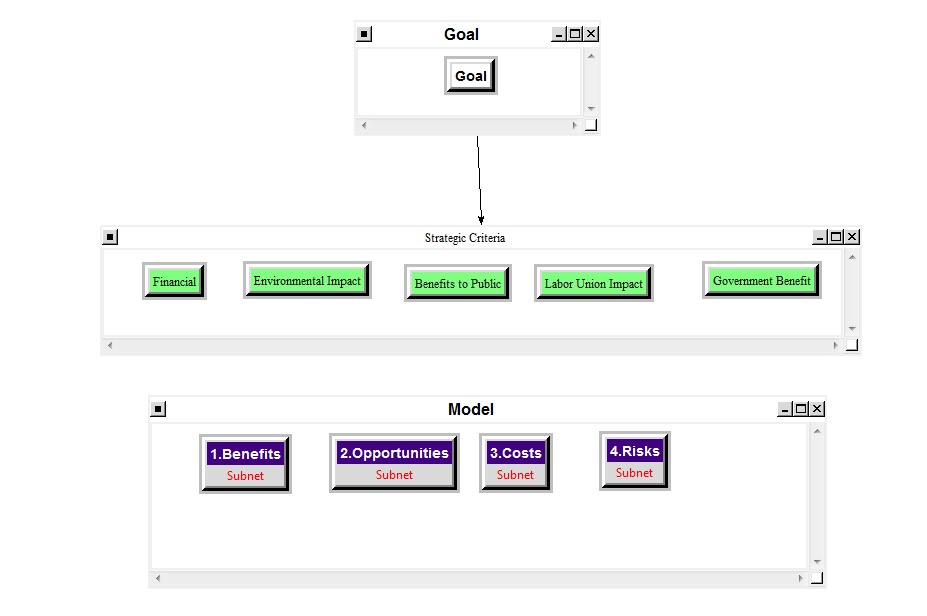 Goal
Goal
Strategic Criteria
Financial
Environmental Impact
Benefits to Public
Labor Union Impact
Government Benefit
Model
1.Benefits
Subnet
2.Opportunities
Subnet
3.Costs
Subnet
4.Risks
Subnet